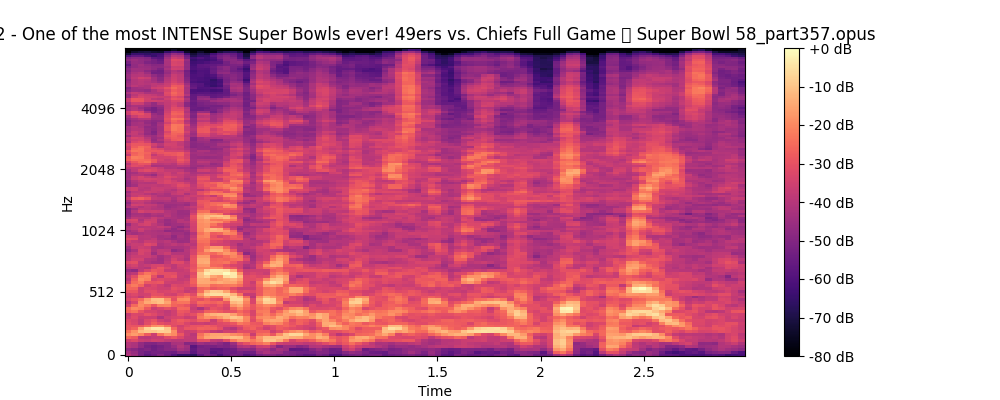 2 - One of the most INTENSE Super Bowls ever! 49ers vs. Chiefs Full Game Super Bowl 58_part357.opus
+0 dB
-10 dB
-20 dB
-30 dB
-40 dB
-50 dB
-60 dB
-70 dB
-80 dB
4096
2048
1024
512
0
Hz
0
0.5
1
1.5
2
2.5
Time